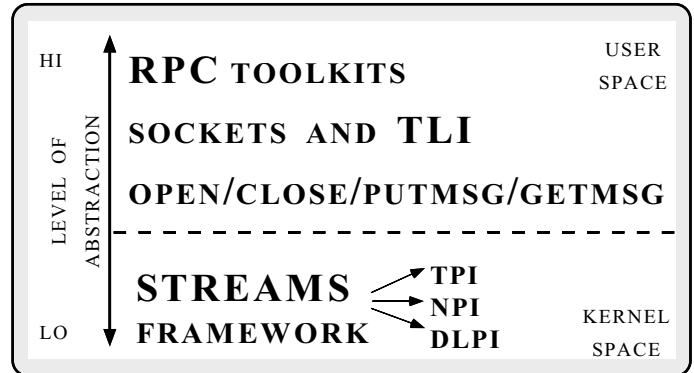 HI
RPC TOOLKITS
USER
SPACE
SOCKETS AND TLI
LEVEL OF
ABSTRACTION
OPEN/CLOSE/PUTMSG/GETMSG
STREAMS
FRAMEWORK
TPI
NPI
DLPI
LO
KERNEL
SPACE